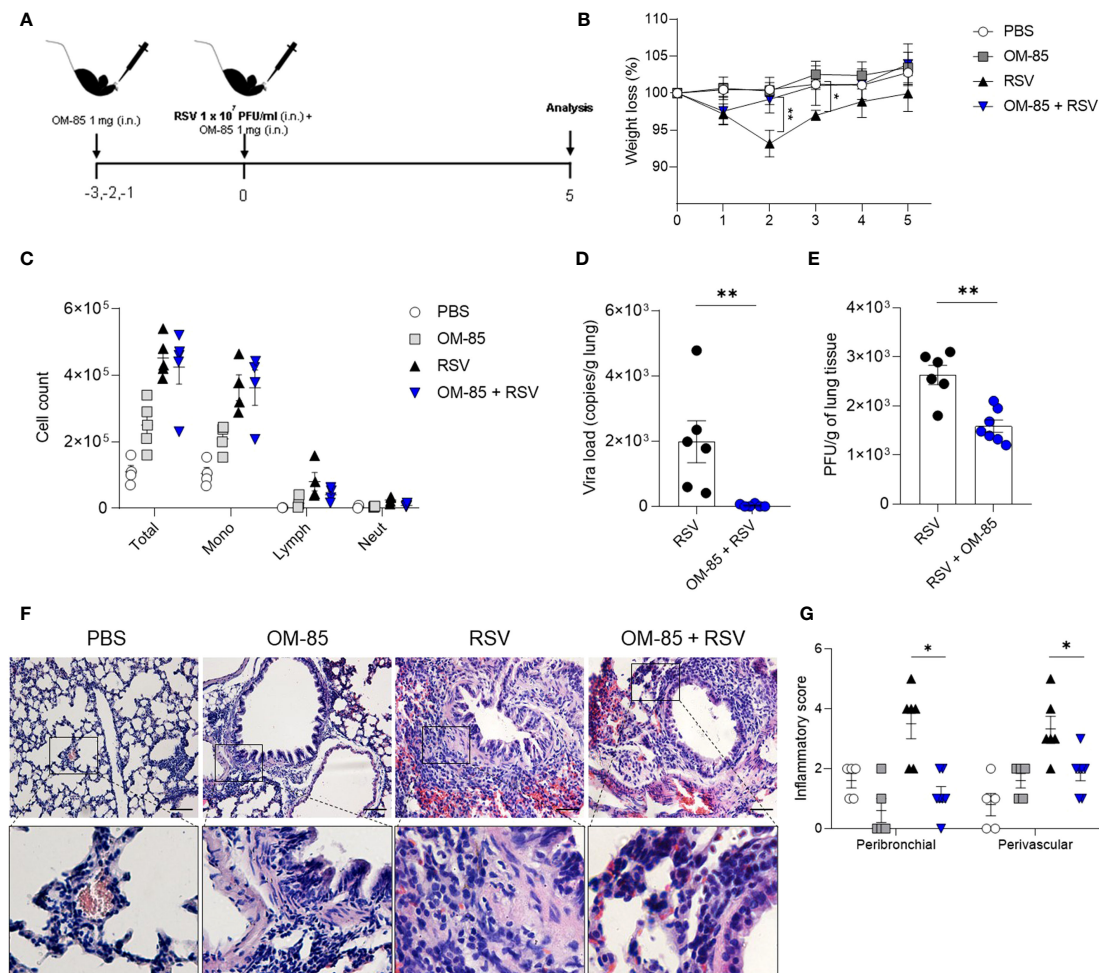 A
OM-85 1 mg (i.n.)
RSV 1 x 10^7 PFU/ml (i.n.) +
OM-85 1 mg (i.n.)
Analysis
-3,-2,-1
0
5
B
Weight loss (%)
110
105
100
95
90
0
1
2
3
4
5
**
*
PBS
OM-85
RSV
OM-85 + RSV
C
Cell count
6×10⁵
4×10⁵
2×10⁵
0
Total
Mono
Lymph
Neut
PBS
OM-85
RSV
OM-85 + RSV
D
Vira load (copies/g lung)
6×10³
4×10³
2×10³
0
**
RSV
OM-85 + RSV
E
PFU/g of lung tissue
4×10³
3×10³
2×10³
1×10³
0
**
RSV
RSV + OM-85
F
PBS
OM-85
RSV
OM-85 + RSV
G
Inflammatory score
6
4
2
0
*
*
Peribronchial
Perivascular